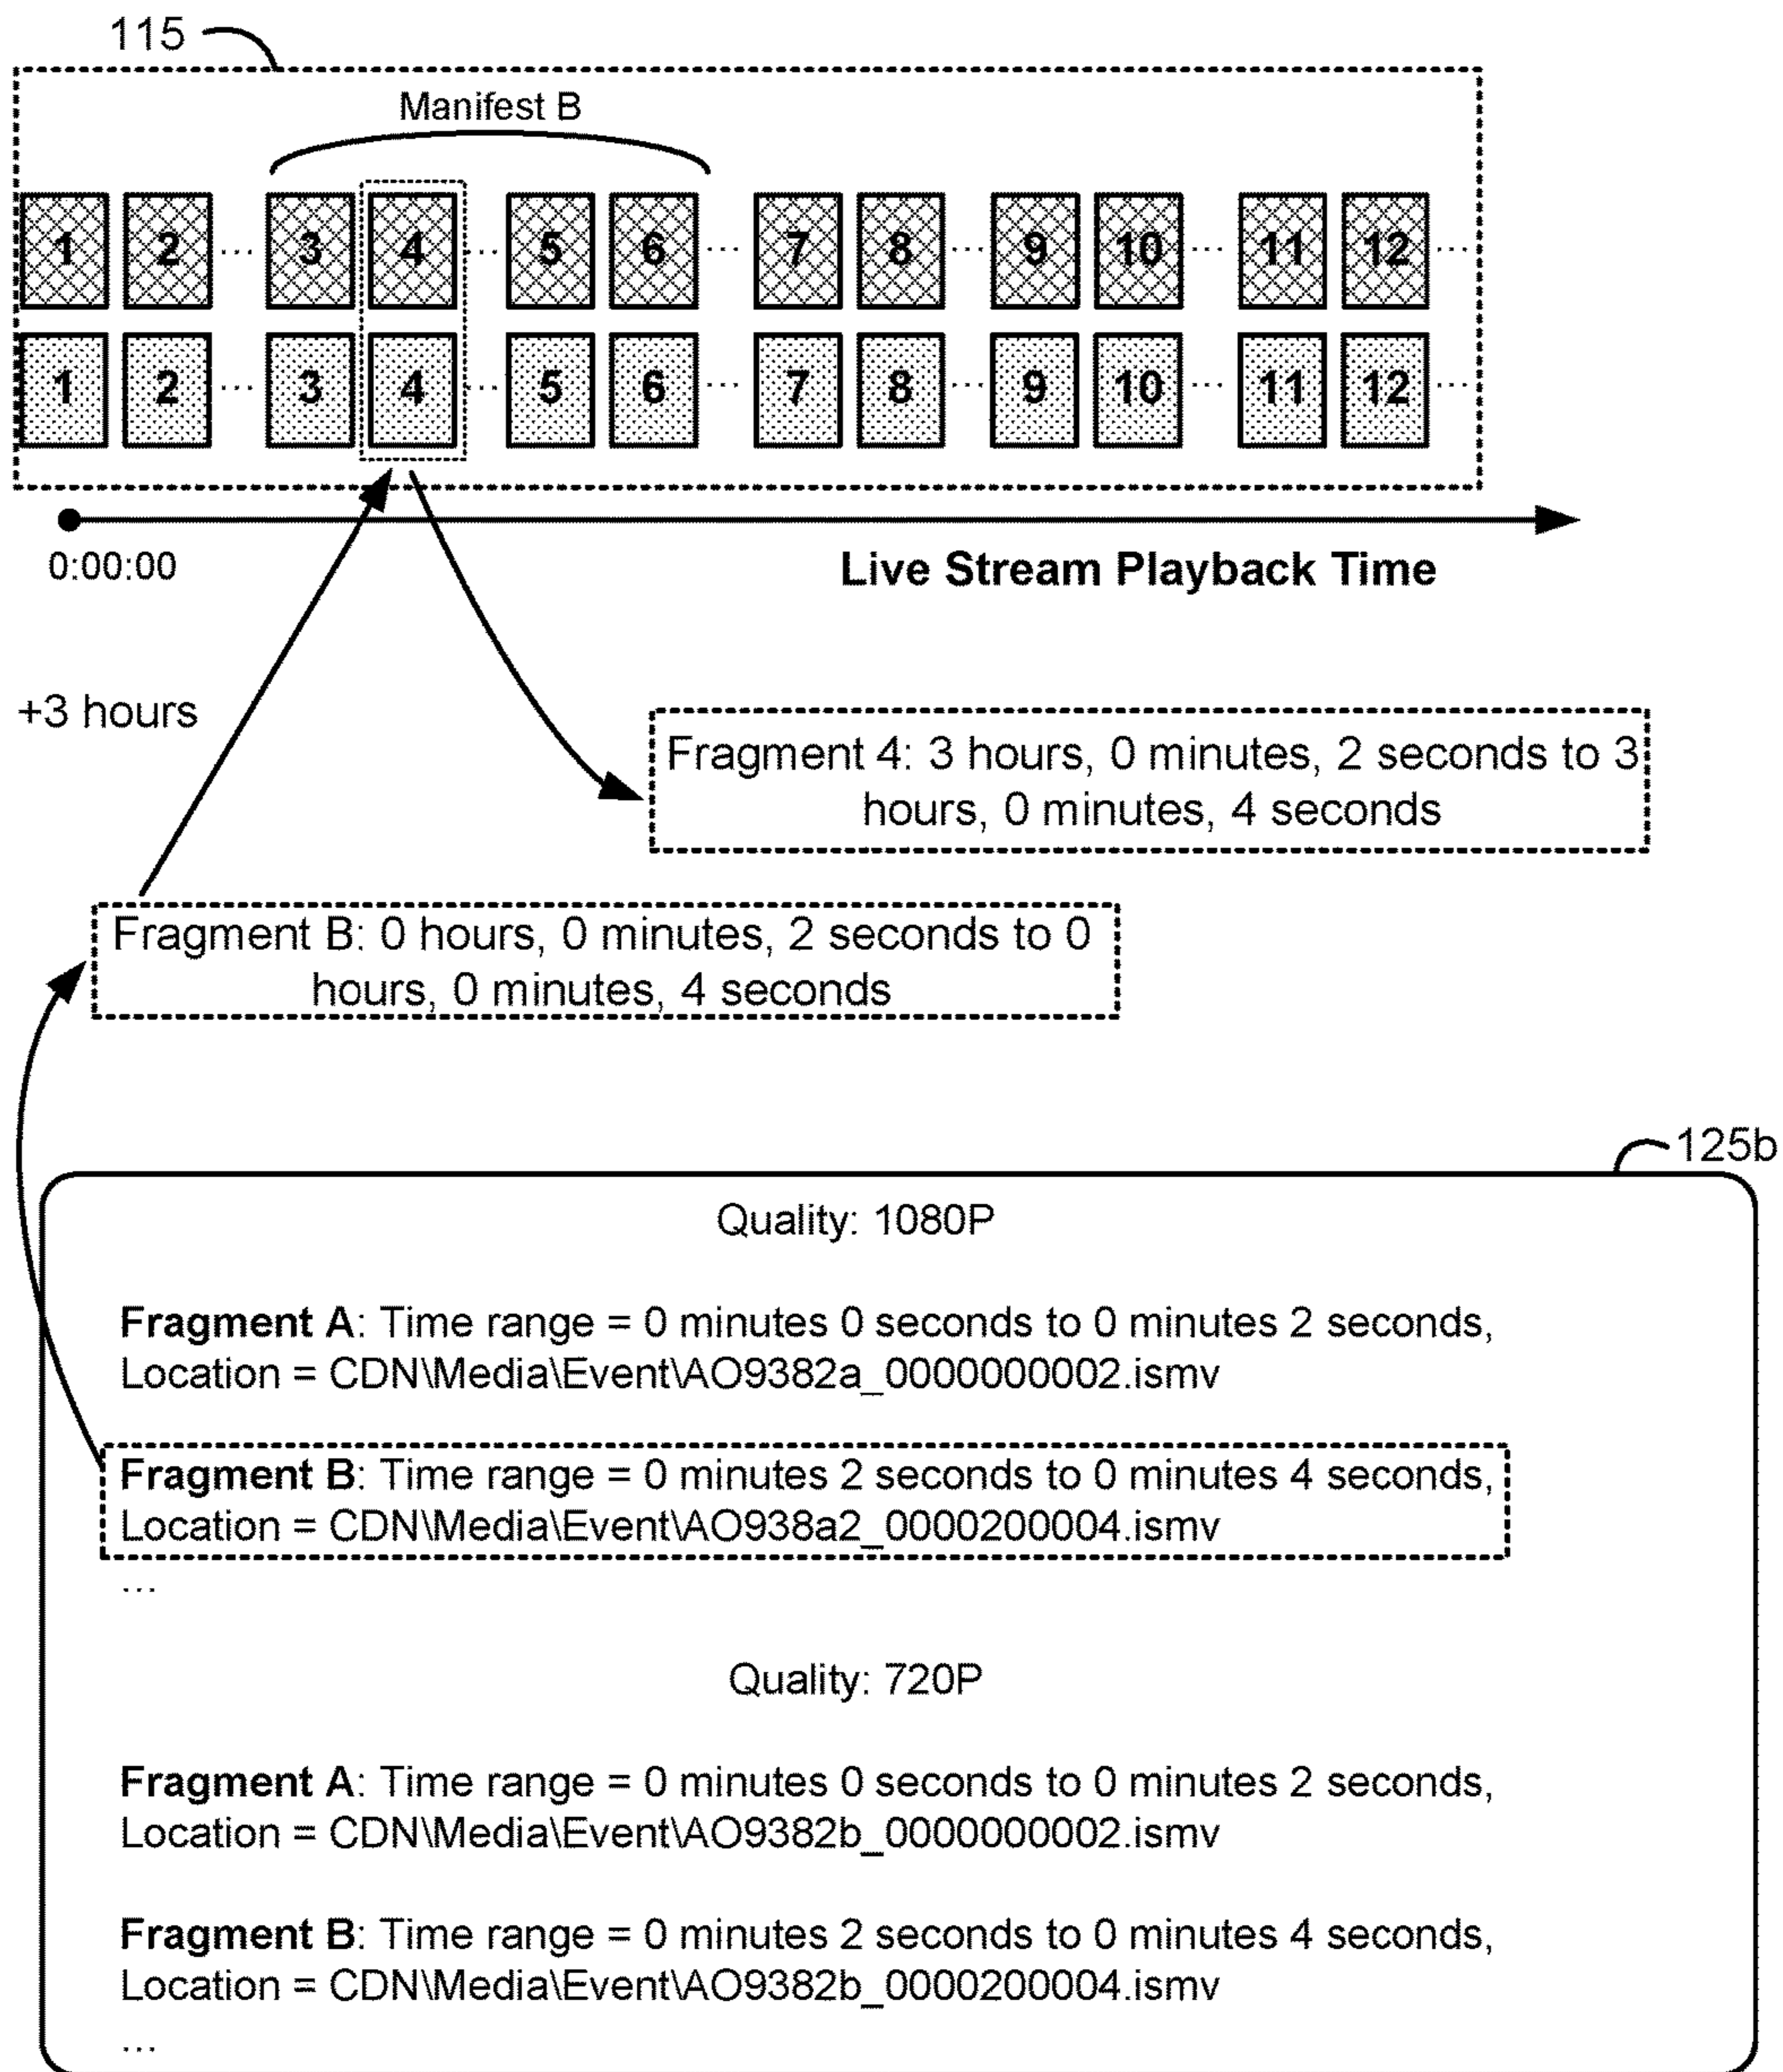 115
Manifest B
1 2 ... 3 4 ... 5 6 ... 7 8 ... 9 10 ... 11 12 ...
1 2 ... 3 4 ... 5 6 ... 7 8 ... 9 10 ... 11 12 ...
0:00:00
Live Stream Playback Time
+3 hours
Fragment 4: 3 hours, 0 minutes, 2 seconds to 3
hours, 0 minutes, 4 seconds
Fragment B: 0 hours, 0 minutes, 2 seconds to 0
hours, 0 minutes, 4 seconds
125b
Quality: 1080P
Fragment A: Time range = 0 minutes 0 seconds to 0 minutes 2 seconds,
Location = CDN\Media\Event\AO9382a_0000000002.ismv
Fragment B: Time range = 0 minutes 2 seconds to 0 minutes 4 seconds,
Location = CDN\Media\Event\AO938a2_0000200004.ismv
...
Quality: 720P
Fragment A: Time range = 0 minutes 0 seconds to 0 minutes 2 seconds,
Location = CDN\Media\Event\AO9382b_0000000002.ismv
Fragment B: Time range = 0 minutes 2 seconds to 0 minutes 4 seconds,
Location = CDN\Media\Event\AO9382b_0000200004.ismv
...